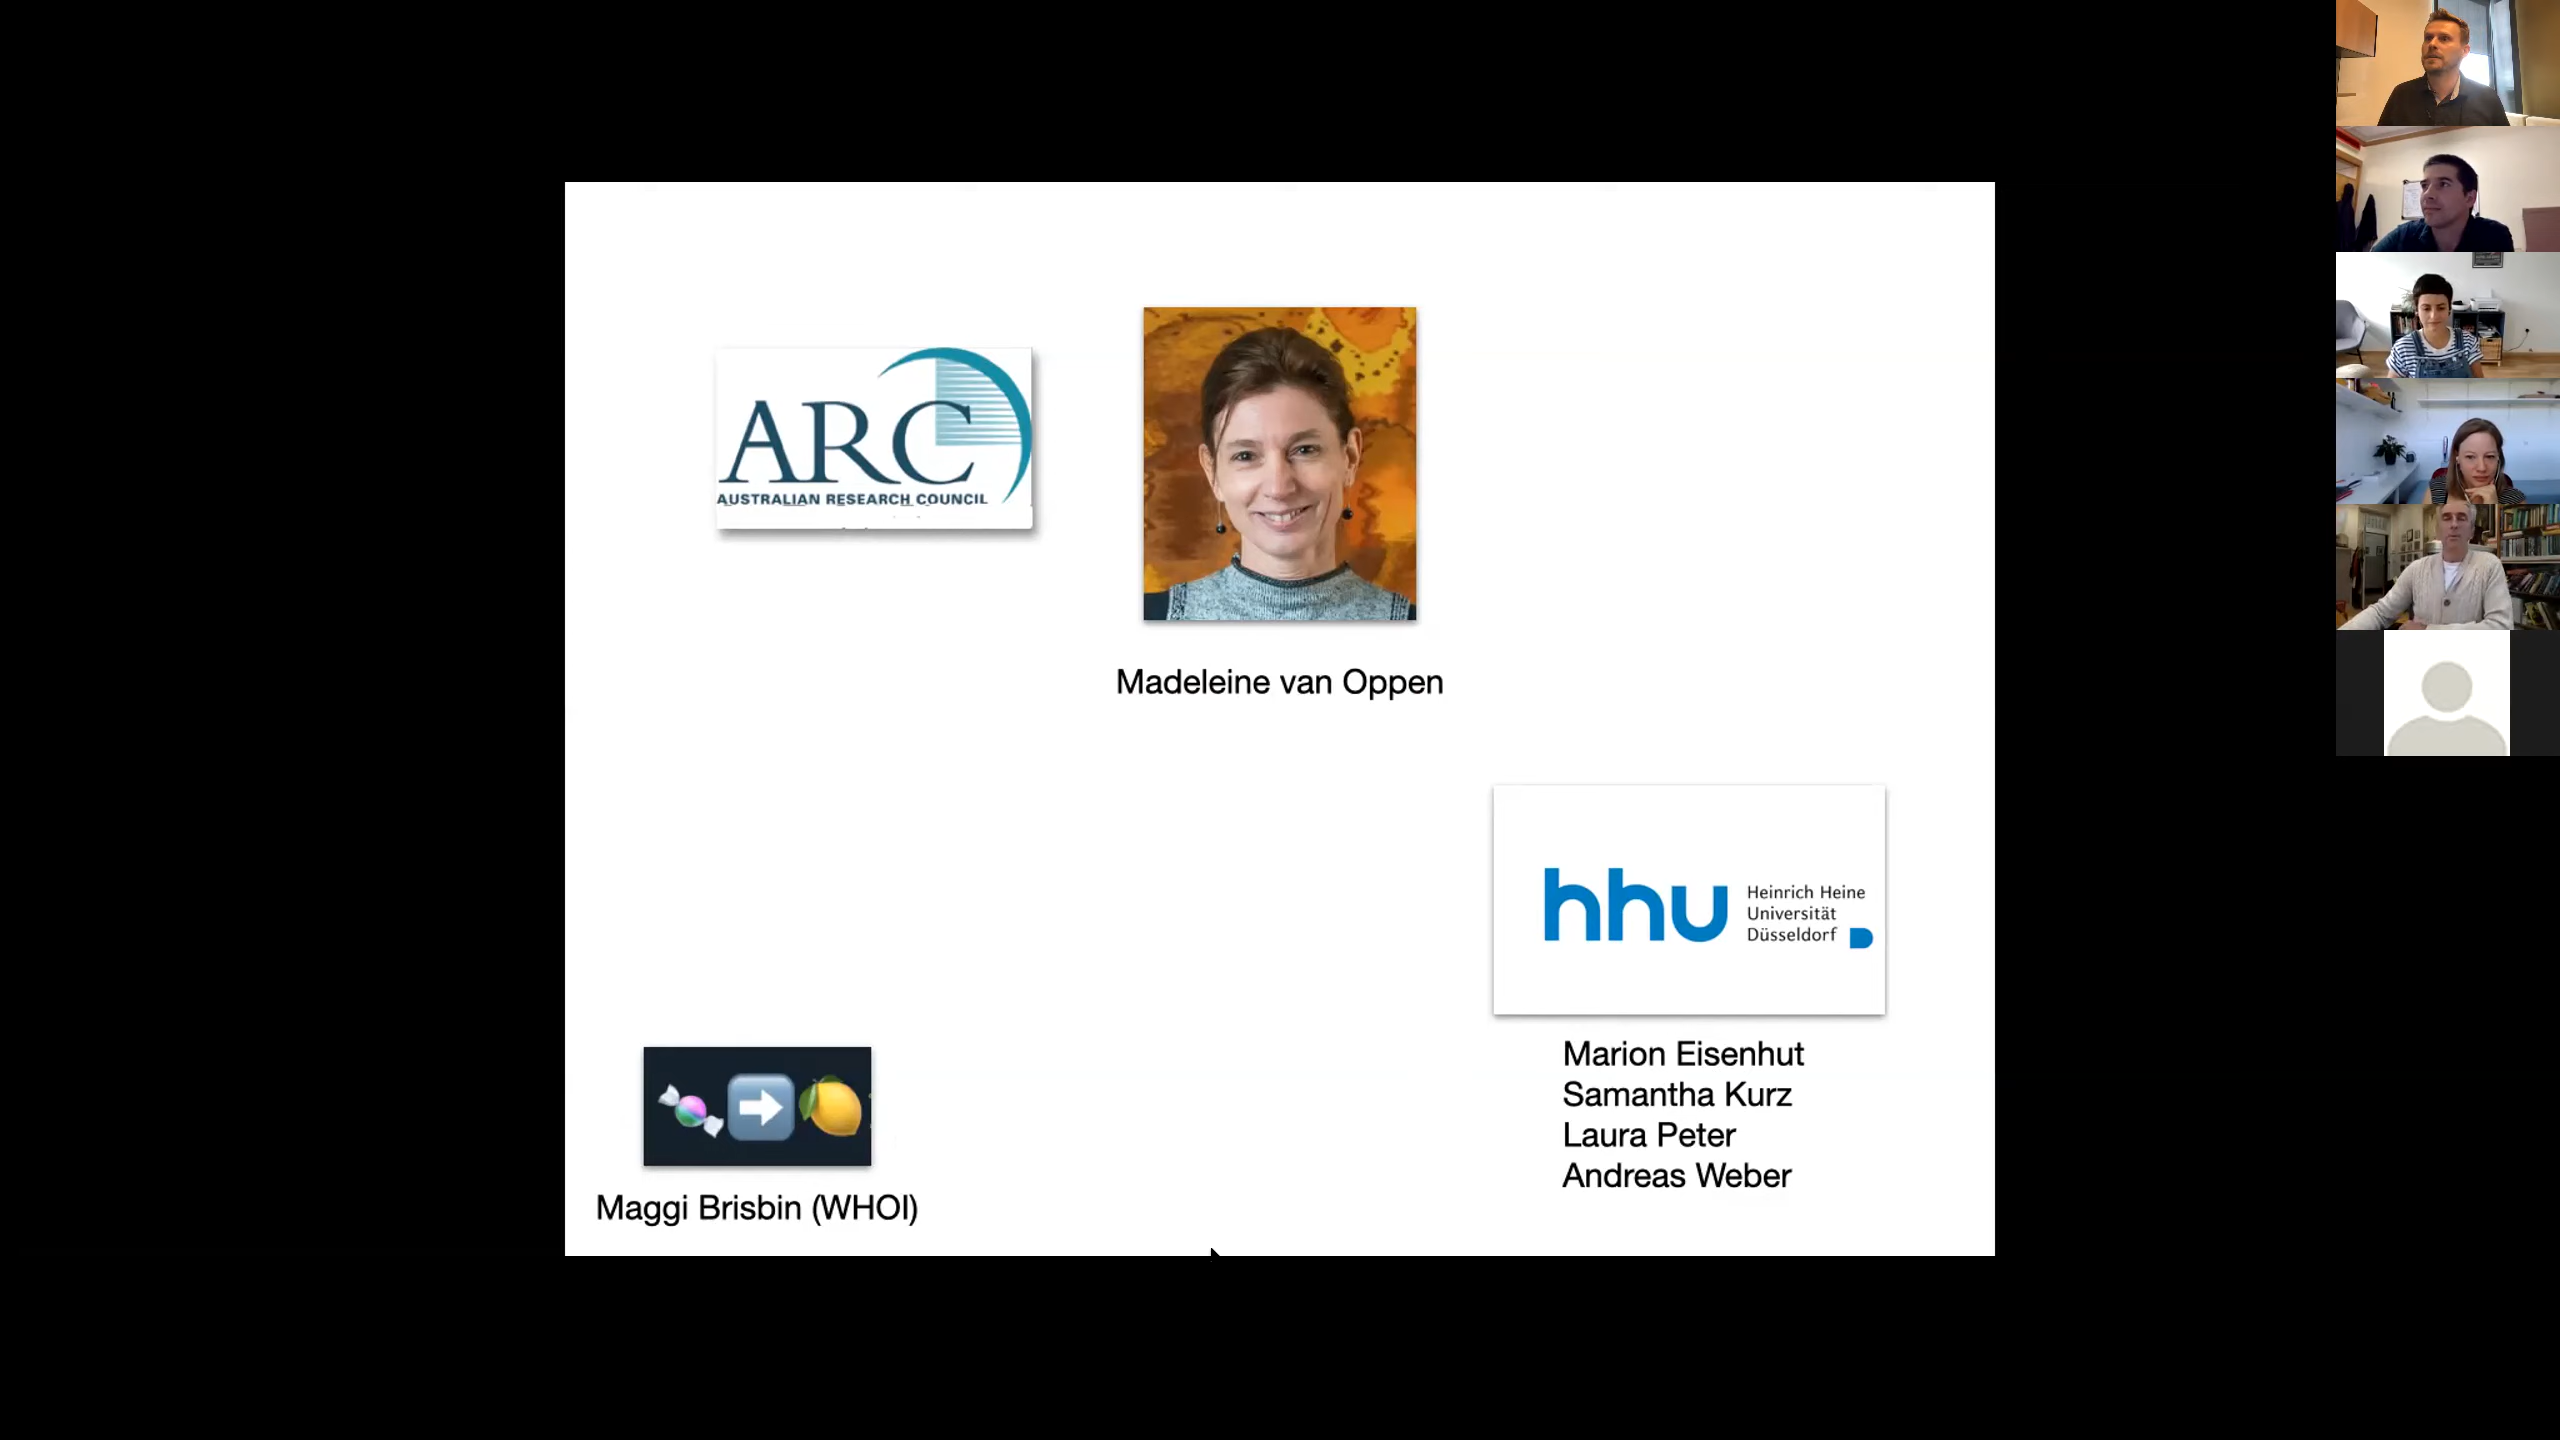 ARC
AUSTRALIAN RESEARCH COUNCIL
Madeleine van Oppen
hhu
Heinrich Heine
Universität
Düsseldorf
Marion Eisenhut
Samantha Kurz
Laura Peter
Andreas Weber
Maggi Brisbin (WHOI)